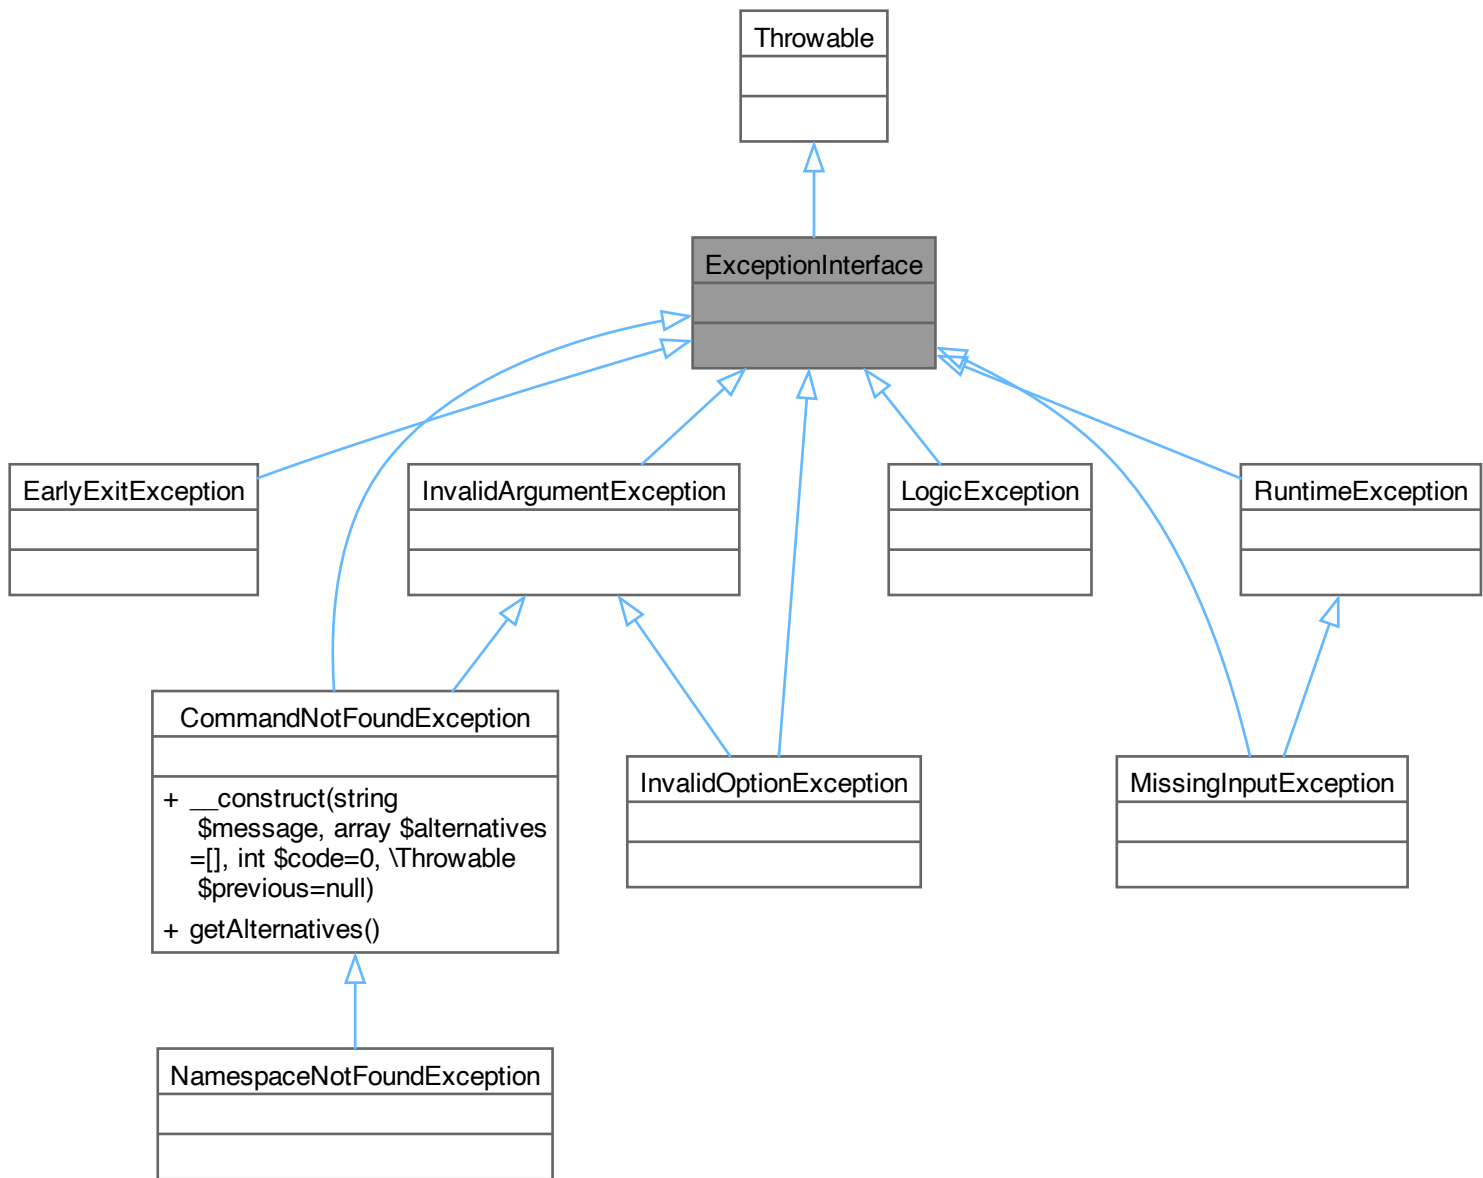 Throwable
ExceptionInterface
EarlyExitException
InvalidArgumentException
LogicException
RuntimeException
CommandNotFoundException
+ __construct(string
$message, array $alternatives
=[], int $code=0, \Throwable
$previous=null)
+ getAlternatives()
InvalidOptionException
MissingInputException
NamespaceNotFoundException